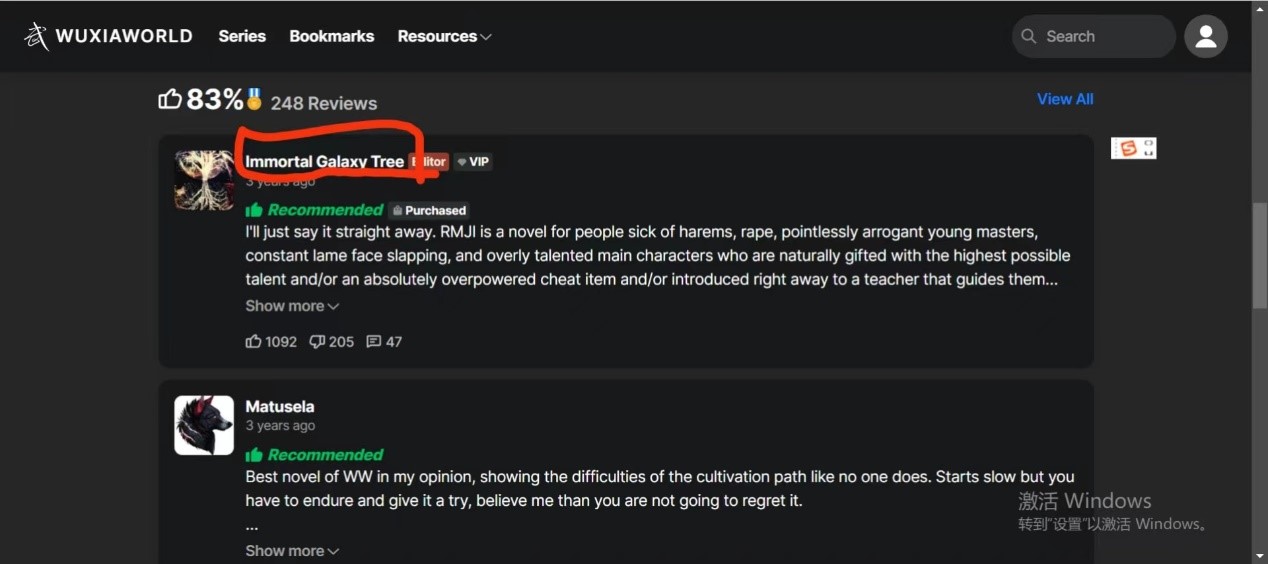 武 WUXIAWORLD Series Bookmarks Resources Search
83% 248 Reviews View All
Immortal Galaxy Tree Editor VIP
3 years ago
Recommended Purchased
I'll just say it straight away. RMJI is a novel for people sick of harems, rape, pointlessly arrogant young masters,
constant lame face slapping, and overly talented main characters who are naturally gifted with the highest possible
talent and/or an absolutely overpowered cheat item and/or introduced right away to a teacher that guides them...
Show more
1092 205 47
Matusela
3 years ago
Recommended
Best novel of WW in my opinion, showing the difficulties of the cultivation path like no one does. Starts slow but you
have to endure and give it a try, believe me than you are not going to regret it.
...
Show more
激活 Windows
转到"设置"以激活 Windows。